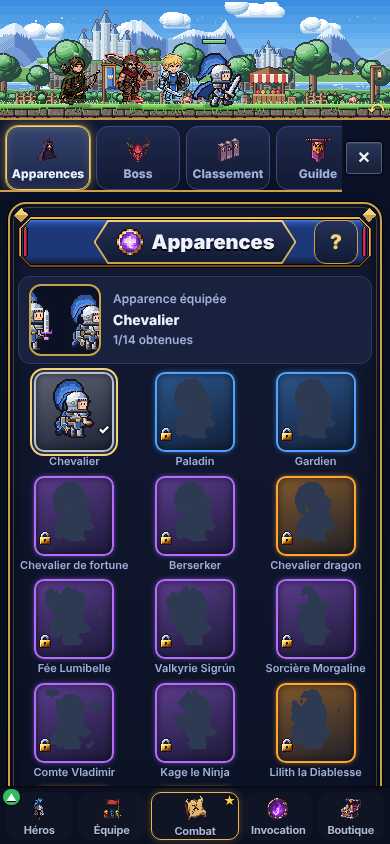 Apparences
Boss
Classement
Guilde
×
Apparences
?
Apparence équipée
Chevalier
1/14 obtenues
Chevalier
Paladin
Gardien
Chevalier de fortune
Berserker
Chevalier dragon
Fée Lumibelle
Valkyrie Sigrún
Sorcière Morgaline
Comte Vladimir
Kage le Ninja
Lilith la Diablesse
Héros
Équipe
Combat
Invocation
Boutique